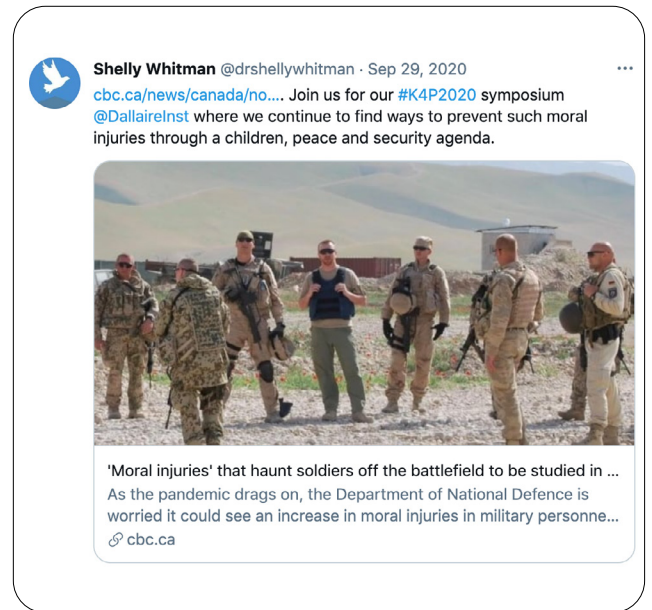 Shelly Whitman @drshellywhitman · Sep 29, 2020
cbc.ca/news/canada/no.... Join us for our #K4P2020 symposium
@DallaireInst where we continue to find ways to prevent such moral
injuries through a children, peace and security agenda.
'Moral injuries' that haunt soldiers off the battlefield to be studied in ...
As the pandemic drags on, the Department of National Defence is
worried it could see an increase in moral injuries in military personne...
cbc.ca